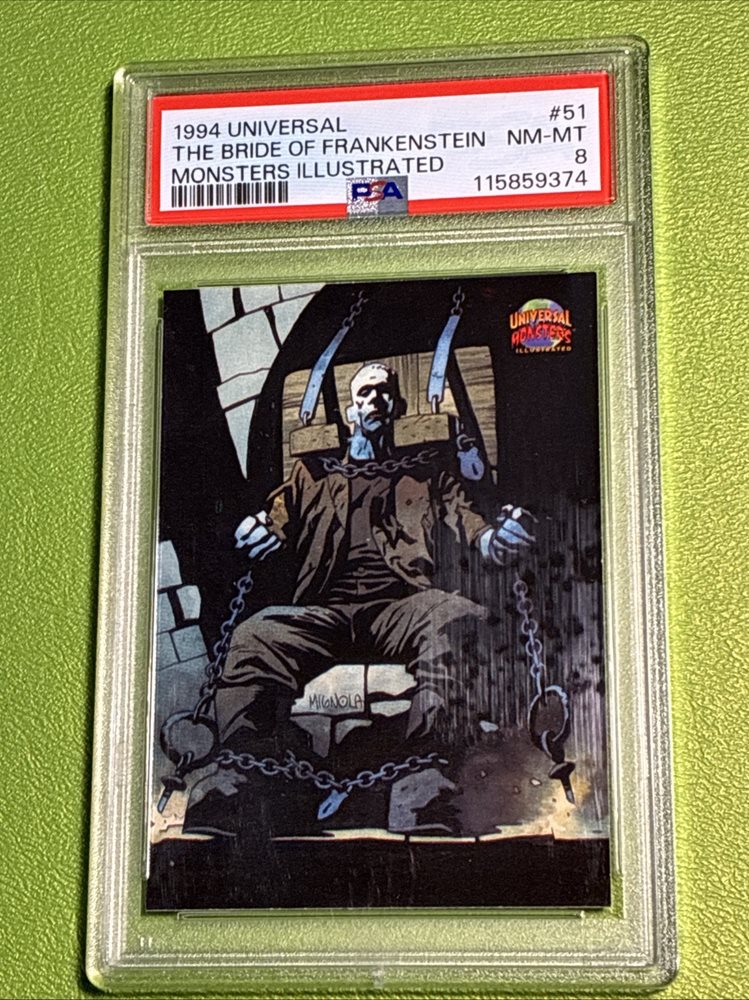 1994 UNIVERSAL #51
THE BRIDE OF FRANKENSTEIN NM-MT
MONSTERS ILLUSTRATED 8
PSA 115859374
UNIVERSAL
MONSTERS
ILLUSTRATED
MIGNOLA